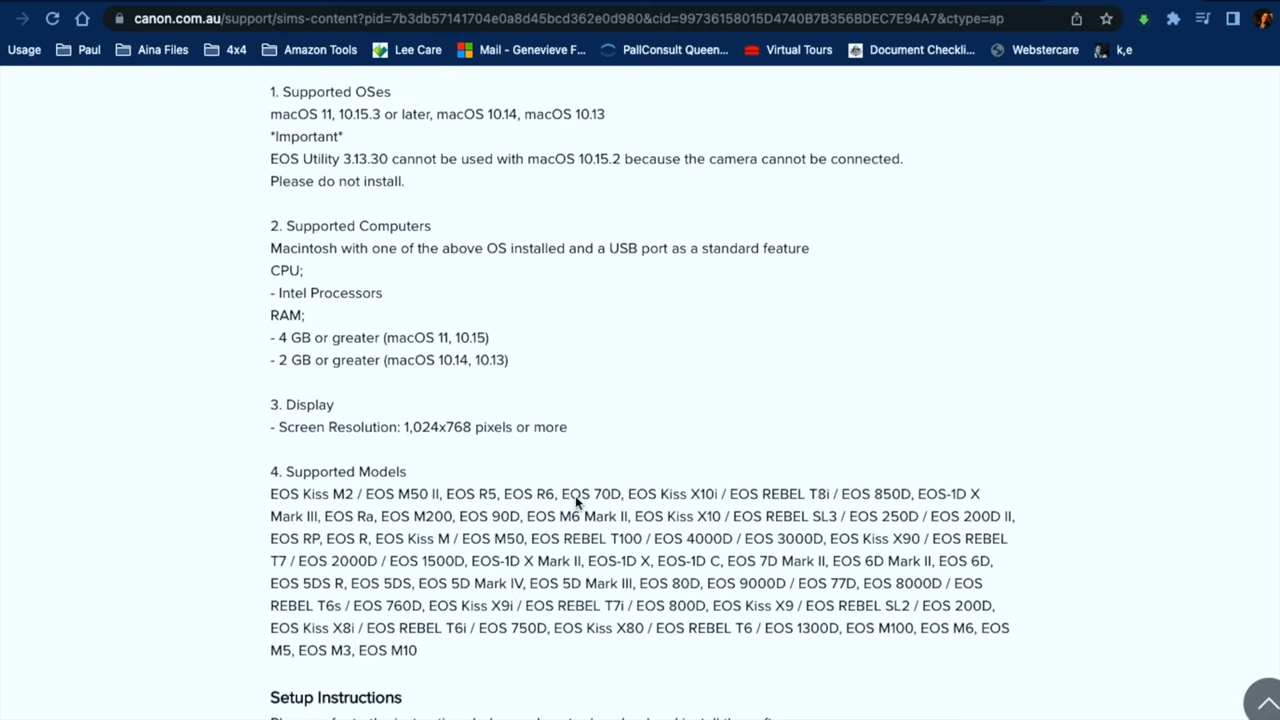 canon.com.au/support/sims-content?pid=7b3db57141704e0a8d45bcd362e0d980&cid=99736158015D4740B7B356BDEC7E94A7&ctype=ap
Usage Paul Aina Files 4x4 Amazon Tools Lee Care Mail - Genevieve F... PallConsult Queen... Virtual Tours Document Checkli... Webstercare k,e
1. Supported OSes
macOS 11, 10.15.3 or later, macOS 10.14, macOS 10.13
*Important*
EOS Utility 3.13.30 cannot be used with macOS 10.15.2 because the camera cannot be connected.
Please do not install.
2. Supported Computers
Macintosh with one of the above OS installed and a USB port as a standard feature
CPU;
- Intel Processors
RAM;
- 4 GB or greater (macOS 11, 10.15)
- 2 GB or greater (macOS 10.14, 10.13)
3. Display
- Screen Resolution: 1,024x768 pixels or more
4. Supported Models
EOS Kiss M2 / EOS M50 II, EOS R5, EOS R6, EOS 70D, EOS Kiss X10i / EOS REBEL T8i / EOS 850D, EOS-1D X
Mark III, EOS Ra, EOS M200, EOS 90D, EOS M6 Mark II, EOS Kiss X10 / EOS REBEL SL3 / EOS 250D / EOS 200D II,
EOS RP, EOS R, EOS Kiss M / EOS M50, EOS REBEL T100 / EOS 4000D / EOS 3000D, EOS Kiss X90 / EOS REBEL
T7 / EOS 2000D / EOS 1500D, EOS-1D X Mark II, EOS-1D X, EOS-1D C, EOS 7D Mark II, EOS 6D Mark II, EOS 6D,
EOS 5DS R, EOS 5DS, EOS 5D Mark IV, EOS 5D Mark III, EOS 80D, EOS 9000D / EOS 77D, EOS 8000D / EOS
REBEL T6s / EOS 760D, EOS Kiss X9i / EOS REBEL T7i / EOS 800D, EOS Kiss X9 / EOS REBEL SL2 / EOS 200D,
EOS Kiss X8i / EOS REBEL T6i / EOS 750D, EOS Kiss X80 / EOS REBEL T6 / EOS 1300D, EOS M100, EOS M6, EOS
M5, EOS M3, EOS M10
Setup Instructions